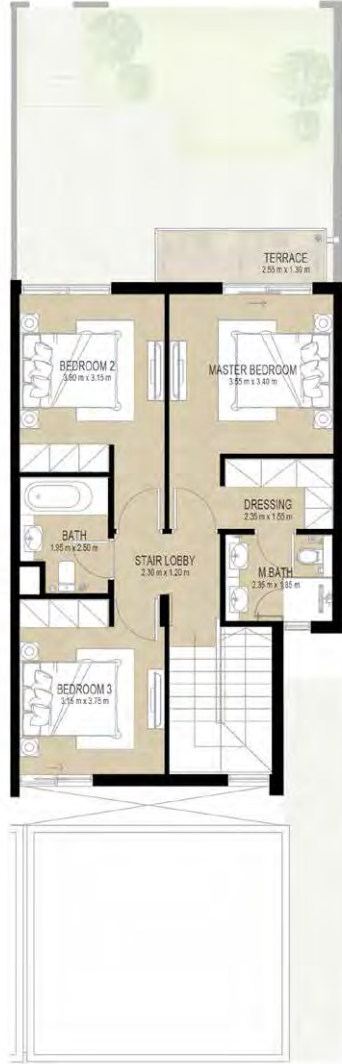 TERRACE
2.55 m x 1.30 m
BEDROOM 2
3.80 m x 3.15 m
MASTER BEDROOM
3.55 m x 3.40 m
DRESSING
2.35 m x 1.55 m
BATH
1.95 m x 2.50 m
STAIR LOBBY
2.30 m x 1.20 m
M.BATH
2.35 m x 1.85 m
BEDROOM 3
3.15 m x 3.75 m